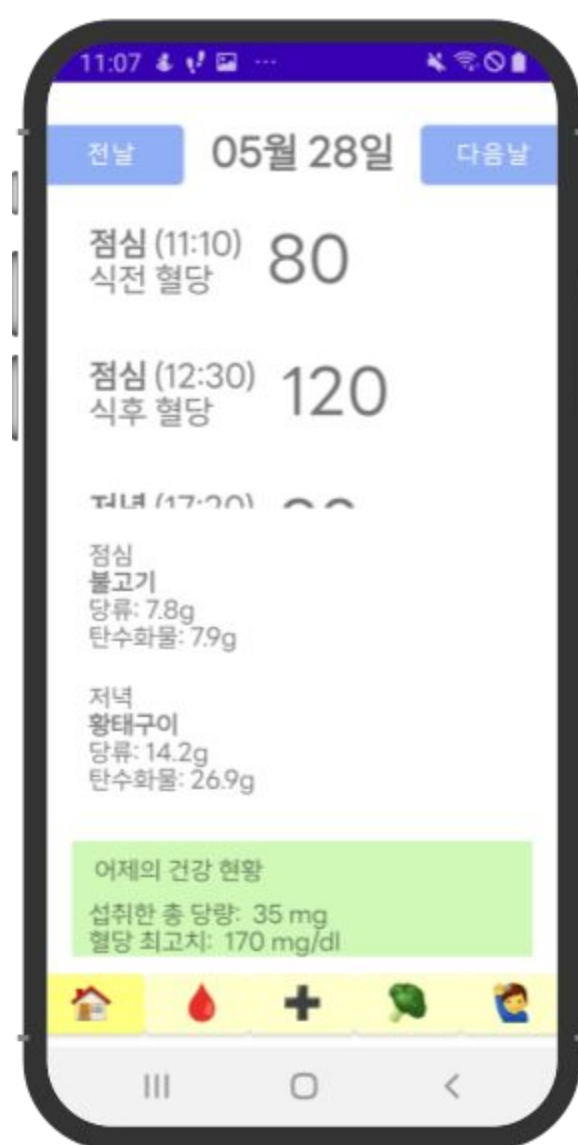 11:07
전날 05월 28일 다음날
점심 (11:10) 80
식전 혈당
점심 (12:30) 120
식후 혈당
저녁 (17:20)
점심
불고기
당류: 7.8g
탄수화물: 7.9g
저녁
황태구이
당류: 14.2g
탄수화물: 26.9g
어제의 건강 현황
섭취한 총 당량: 35 mg
혈당 최고치: 170 mg/dl